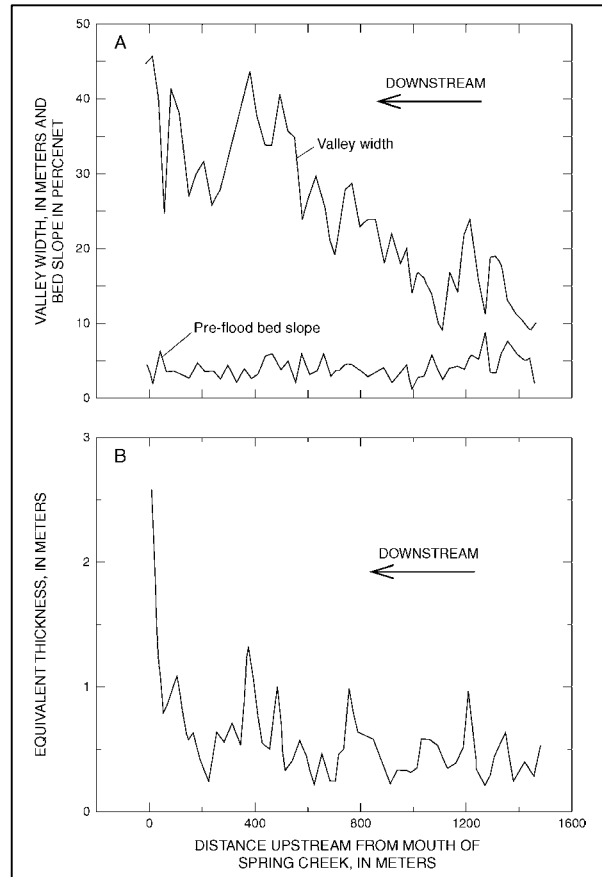 A
50
40
30
20
10
0
VALLEY WIDTH, IN METERS AND
BED SLOPE IN PERCENET
DOWNSTREAM
Valley width
Pre-flood bed slope
B
3
2
1
0
EQUIVALENT THICKNESS, IN METERS
DOWNSTREAM
0 400 800 1200 1600
DISTANCE UPSTREAM FROM MOUTH OF
SPRING CREEK, IN METERS